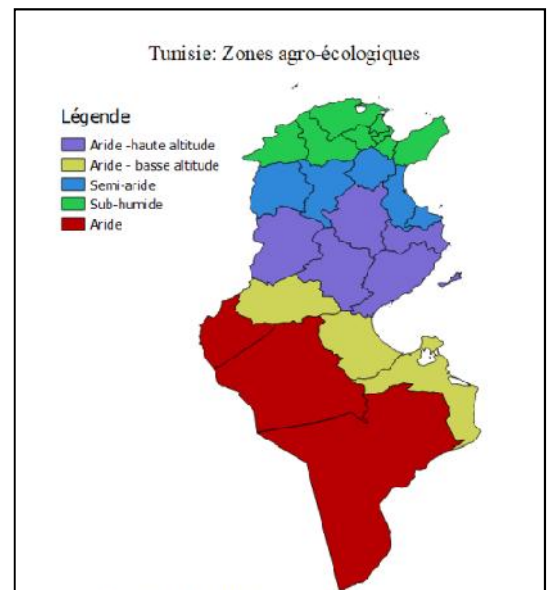 Tunisie: Zones agro-écologiques
Légende
Aride -haute altitude
Aride - basse altitude
Semi-aride
Sub-humide
Aride